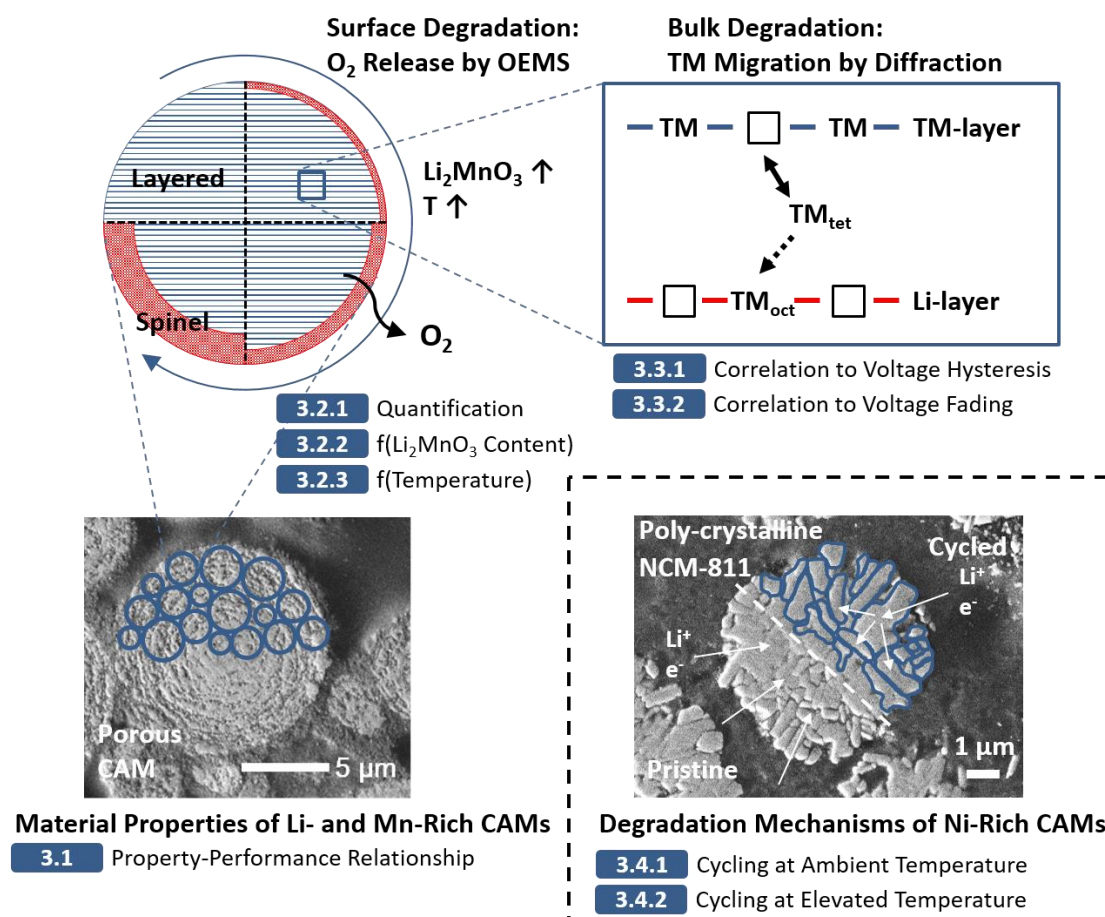 Surface Degradation:
O₂ Release by OEMS
Bulk Degradation:
TM Migration by Diffraction
Layered
Spinel
O₂
Li₂MnO₃ ↑
T ↑
TM TM TM-layer
TMtet
TMoct Li-layer
3.2.1 Quantification
3.2.2 f(Li₂MnO₃ Content)
3.2.3 f(Temperature)
3.3.1 Correlation to Voltage Hysteresis
3.3.2 Correlation to Voltage Fading
Porous
CAM
5 µm
Material Properties of Li- and Mn-Rich CAMs
3.1 Property-Performance Relationship
Poly-crystalline
NCM-811
Cycled
Li⁺
e⁻
Li⁺
e⁻
Pristine
1 µm
Degradation Mechanisms of Ni-Rich CAMs
3.4.1 Cycling at Ambient Temperature
3.4.2 Cycling at Elevated Temperature